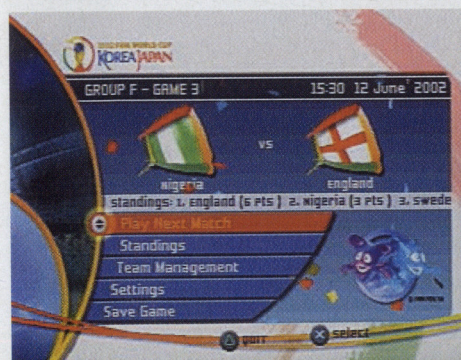 2002 FIFA WORLD CUP
KOREA JAPAN
GROUP F - GAME 3 15:30 12 June 2002
vs
Nigeria England
standings: 1. England (6 pts) 2. Nigeria (3 pts) 3. swede
Play Next Match
Standings
Team Management
Settings
Save Game
quit select